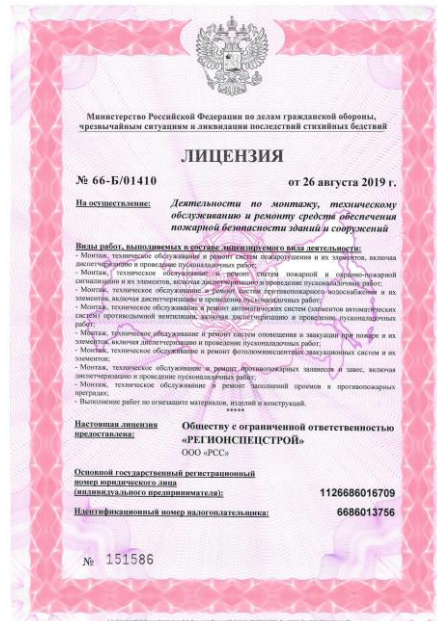 Министерство Российской Федерации по делам гражданской обороны,
чрезвычайным ситуациям и ликвидации последствий стихийных бедствий
ЛИЦЕНЗИЯ
№ 66-Б/01410 от 26 августа 2019 г.
На осуществление: Деятельности по монтажу, техническому
обслуживанию и ремонту средств обеспечения
пожарной безопасности зданий и сооружений
Виды работ, выполняемых в составе лицензируемого вида деятельности:
- Монтаж, техническое обслуживание и ремонт систем пожаротушения и их элементов, включая
диспетчеризацию и проведение пусконаладочных работ;
- Монтаж, техническое обслуживание и ремонт систем пожарной и охранно-пожарной
сигнализации и их элементов, включая диспетчеризацию и проведение пусконаладочных работ;
- Монтаж, техническое обслуживание и ремонт систем противопожарного водоснабжения и их
элементов, включая диспетчеризацию и проведение пусконаладочных работ;
- Монтаж, техническое обслуживание и ремонт автоматических систем (элементов автоматических
систем) противодымной вентиляции, включая диспетчеризацию и проведение пусконаладочных
работ;
- Монтаж, техническое обслуживание и ремонт систем оповещения и эвакуации при пожаре и их
элементов, включая диспетчеризацию и проведение пусконаладочных работ;
- Монтаж, техническое обслуживание и ремонт фотолюминесцентных эвакуационных систем и их
элементов;
- Монтаж, техническое обслуживание и ремонт противопожарных занавесов и завес, включая
диспетчеризацию и проведение пусконаладочных работ;
- Монтаж, техническое обслуживание и ремонт заполнений проемов в противопожарных
преградах;
- Выполнение работ по огнезащите материалов, изделий и конструкций.
*****
Настоящая лицензия Обществу с ограниченной ответственностью
предоставлена: «РЕГИОНСПЕЦСТРОЙ»
ООО «РСС»
Основной государственный регистрационный
номер юридического лица
(индивидуального предпринимателя): 1126686016709
Идентификационный номер налогоплательщика: 6686013756
№ 151586